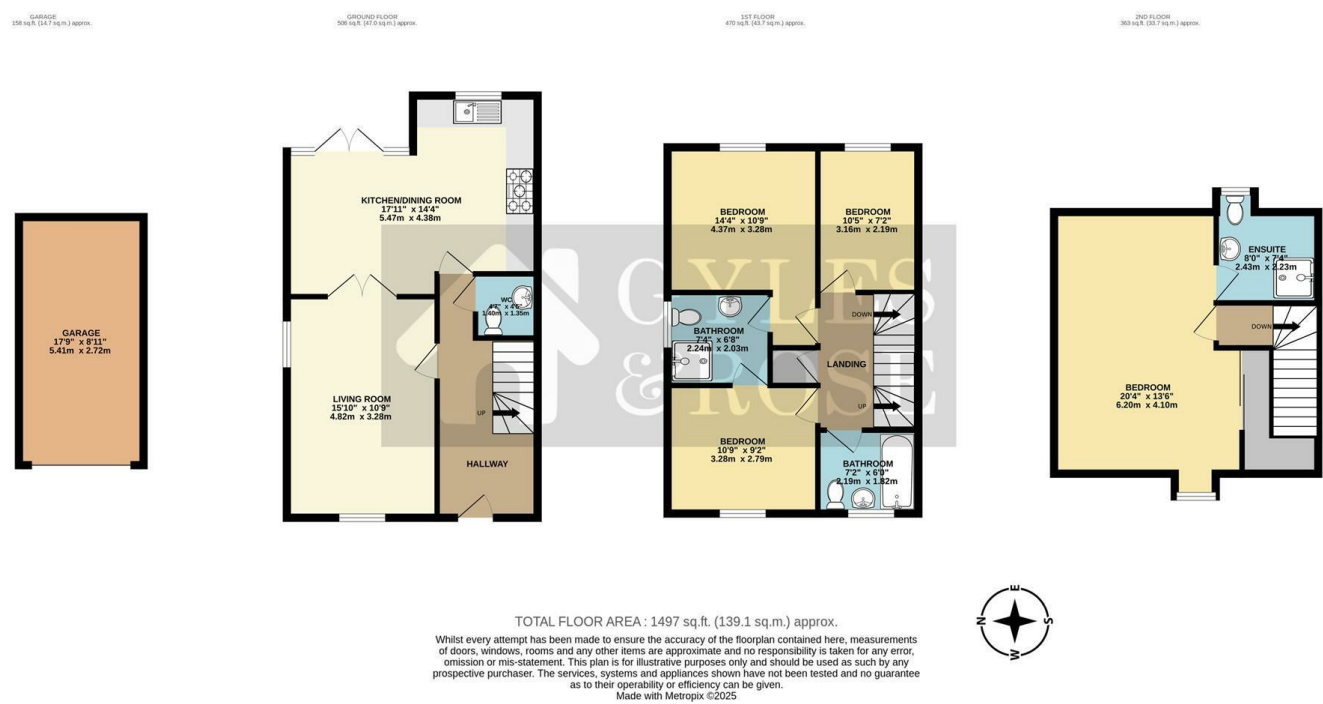 GARAGE
158 sq.ft. (14.7 sq.m.) approx.
GROUND FLOOR
506 sq.ft. (47.0 sq.m.) approx.
1ST FLOOR
470 sq.ft. (43.7 sq.m.) approx.
2ND FLOOR
363 sq.ft. (33.7 sq.m.) approx.
GARAGE
17'9" x 8'11"
5.41m x 2.72m
KITCHEN/DINING ROOM
17'11" x 14'4"
5.47m x 4.38m
WC
4'7" x 4'5"
1.40m x 1.35m
LIVING ROOM
15'10" x 10'9"
4.82m x 3.28m
UP
HALLWAY
BEDROOM
14'4" x 10'9"
4.37m x 3.28m
BEDROOM
10'5" x 7'2"
3.16m x 2.19m
BATHROOM
7'4" x 6'8"
2.24m x 2.03m
DOWN
LANDING
UP
BEDROOM
10'9" x 9'2"
3.28m x 2.79m
BATHROOM
7'2" x 6'0"
2.19m x 1.82m
ENSUITE
8'0" x 7'4"
2.43m x 2.23m
DOWN
BEDROOM
20'4" x 13'6"
6.20m x 4.10m
GYLES
&ROSE
N
E
S
W
TOTAL FLOOR AREA : 1497 sq.ft. (139.1 sq.m.) approx.
Whilst every attempt has been made to ensure the accuracy of the floorplan contained here, measurements
of doors, windows, rooms and any other items are approximate and no responsibility is taken for any error,
omission or mis-statement. This plan is for illustrative purposes only and should be used as such by any
prospective purchaser. The services, systems and appliances shown have not been tested and no guarantee
as to their operability or efficiency can be given.
Made with Metropix ©2025